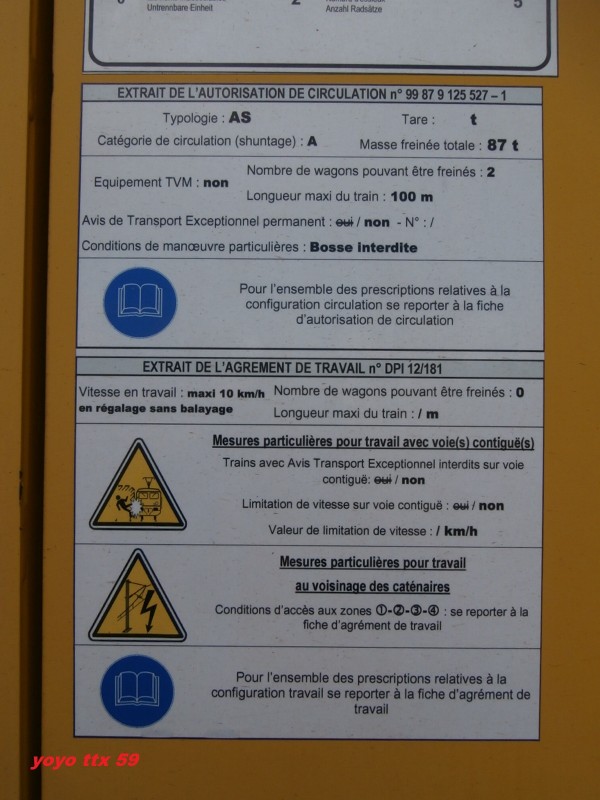 Untrennbare Einheit
2
Anzahl Radsätze
5
EXTRAIT DE L'AUTORISATION DE CIRCULATION n° 99 87 9 125 527 – 1
Typologie : AS
Tare : t
Catégorie de circulation (shuntage) : A
Masse freinée totale : 87 t
Equipement TVM : non
Nombre de wagons pouvant être freinés : 2
Longueur maxi du train : 100 m
Avis de Transport Exceptionnel permanent : oui / non - N° : /
Conditions de manœuvre particulières : Bosse interdite
Pour l'ensemble des prescriptions relatives à la
configuration circulation se reporter à la fiche
d'autorisation de circulation
EXTRAIT DE L'AGREMENT DE TRAVAIL n° DPI 12/181
Vitesse en travail : maxi 10 km/h
en régalage sans balayage
Nombre de wagons pouvant être freinés : 0
Longueur maxi du train : / m
Mesures particulières pour travail avec voie(s) contiguë(s)
Trains avec Avis Transport Exceptionnel interdits sur voie
contiguë: oui / non
Limitation de vitesse sur voie contiguë : oui / non
Valeur de limitation de vitesse : / km/h
Mesures particulières pour travail
au voisinage des caténaires
Conditions d'accès aux zones ①-②-③-④ : se reporter à la
fiche d'agrément de travail
Pour l'ensemble des prescriptions relatives à la
configuration travail se reporter à la fiche d'agrément de
travail
yoyo ttx 59